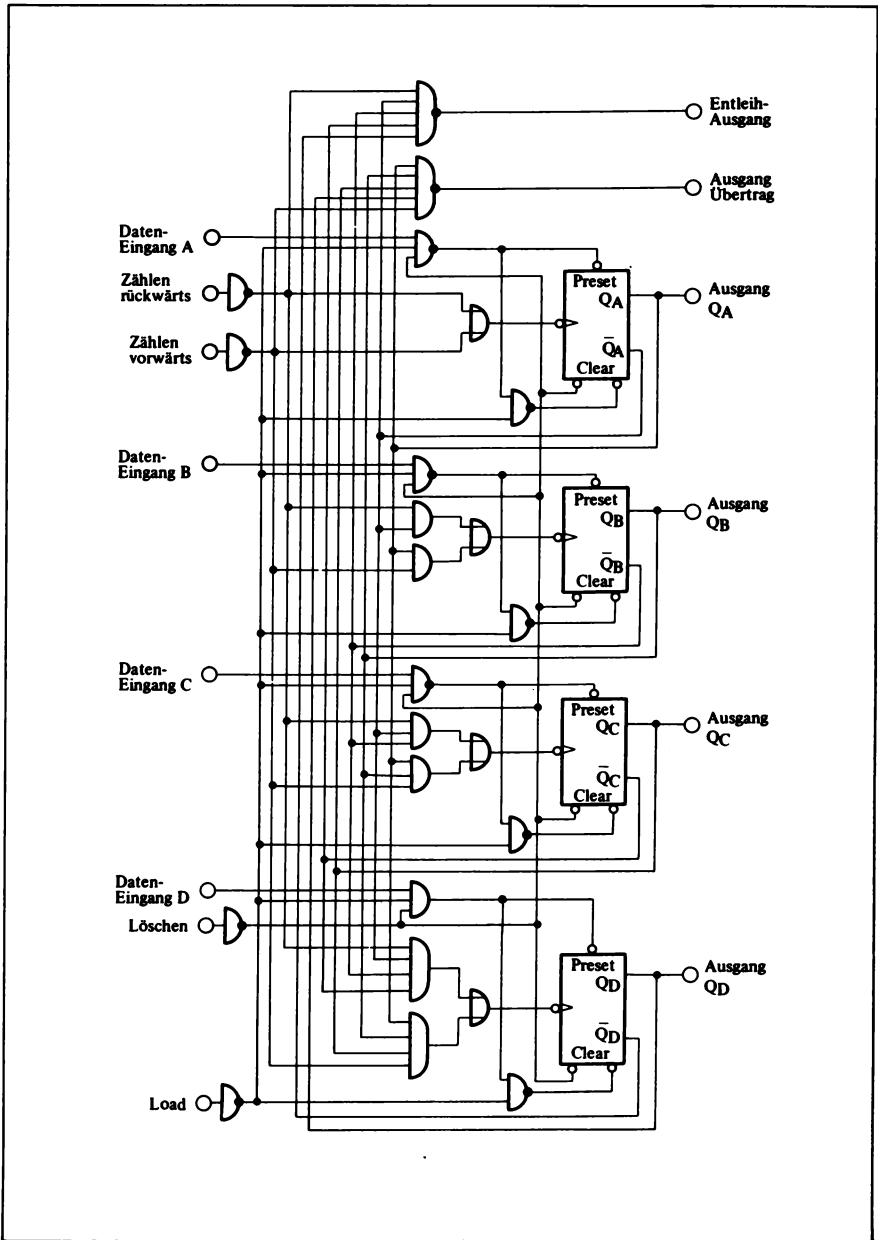 Entleih-
Ausgang
Ausgang
Übertrag
Daten-
Eingang A
Zählen
rückwärts
Zählen
vorwärts
Preset
QA
Q̄A
Clear
Ausgang
QA
Daten-
Eingang B
Preset
QB
Q̄B
Clear
Ausgang
QB
Daten-
Eingang C
Preset
QC
Q̄C
Clear
Ausgang
QC
Daten-
Eingang D
Löschen
Preset
QD
Q̄D
Clear
Ausgang
QD
Load